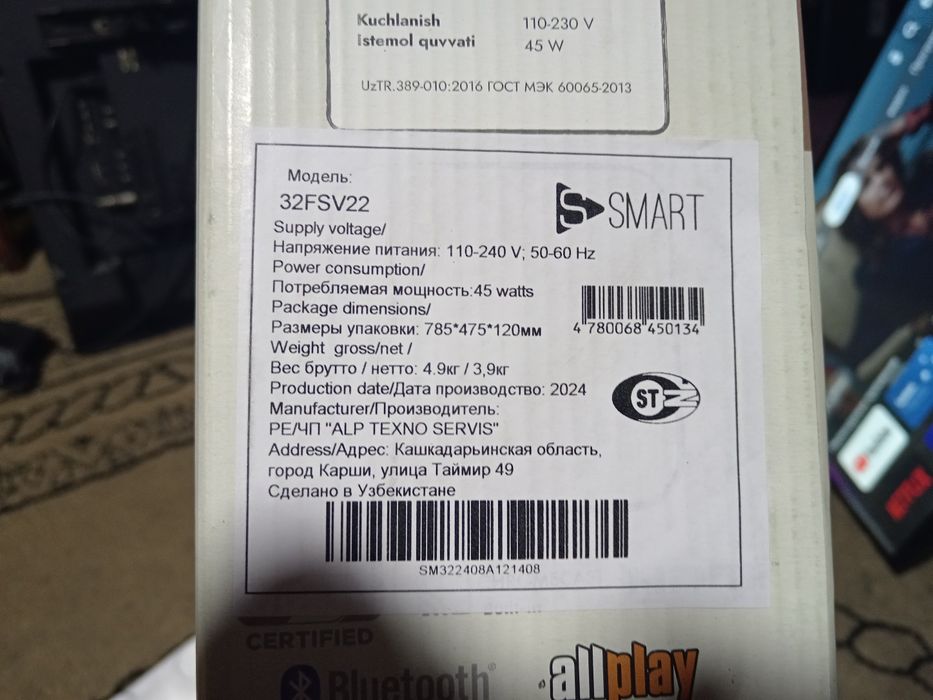 Kuchlanish 110-230 V
Istemol quvvati 45 W
UzTR.389-010:2016 ГОСТ МЭК 60065-2013
Модель:
32FSV22
S SMART
Supply voltage/
Напряжение питания: 110-240 V; 50-60 Hz
Power consumption/
Потребляемая мощность:45 watts
Package dimensions/
Размеры упаковки: 785*475*120мм
4 780068 450134
Weight gross/net /
Вес брутто / нетто: 4.9кг / 3,9кг
Production date/Дата производство: 2024
ST
Manufacturer/Производитель:
РЕ/ЧП "ALP TEXNO SERVIS"
Address/Адрес: Кашкадарьинская область,
город Карши, улица Таймир 49
Сделано в Узбекистане
SM322408A121408
CERTIFIED
Bluetooth®
allplay
NETFLIX